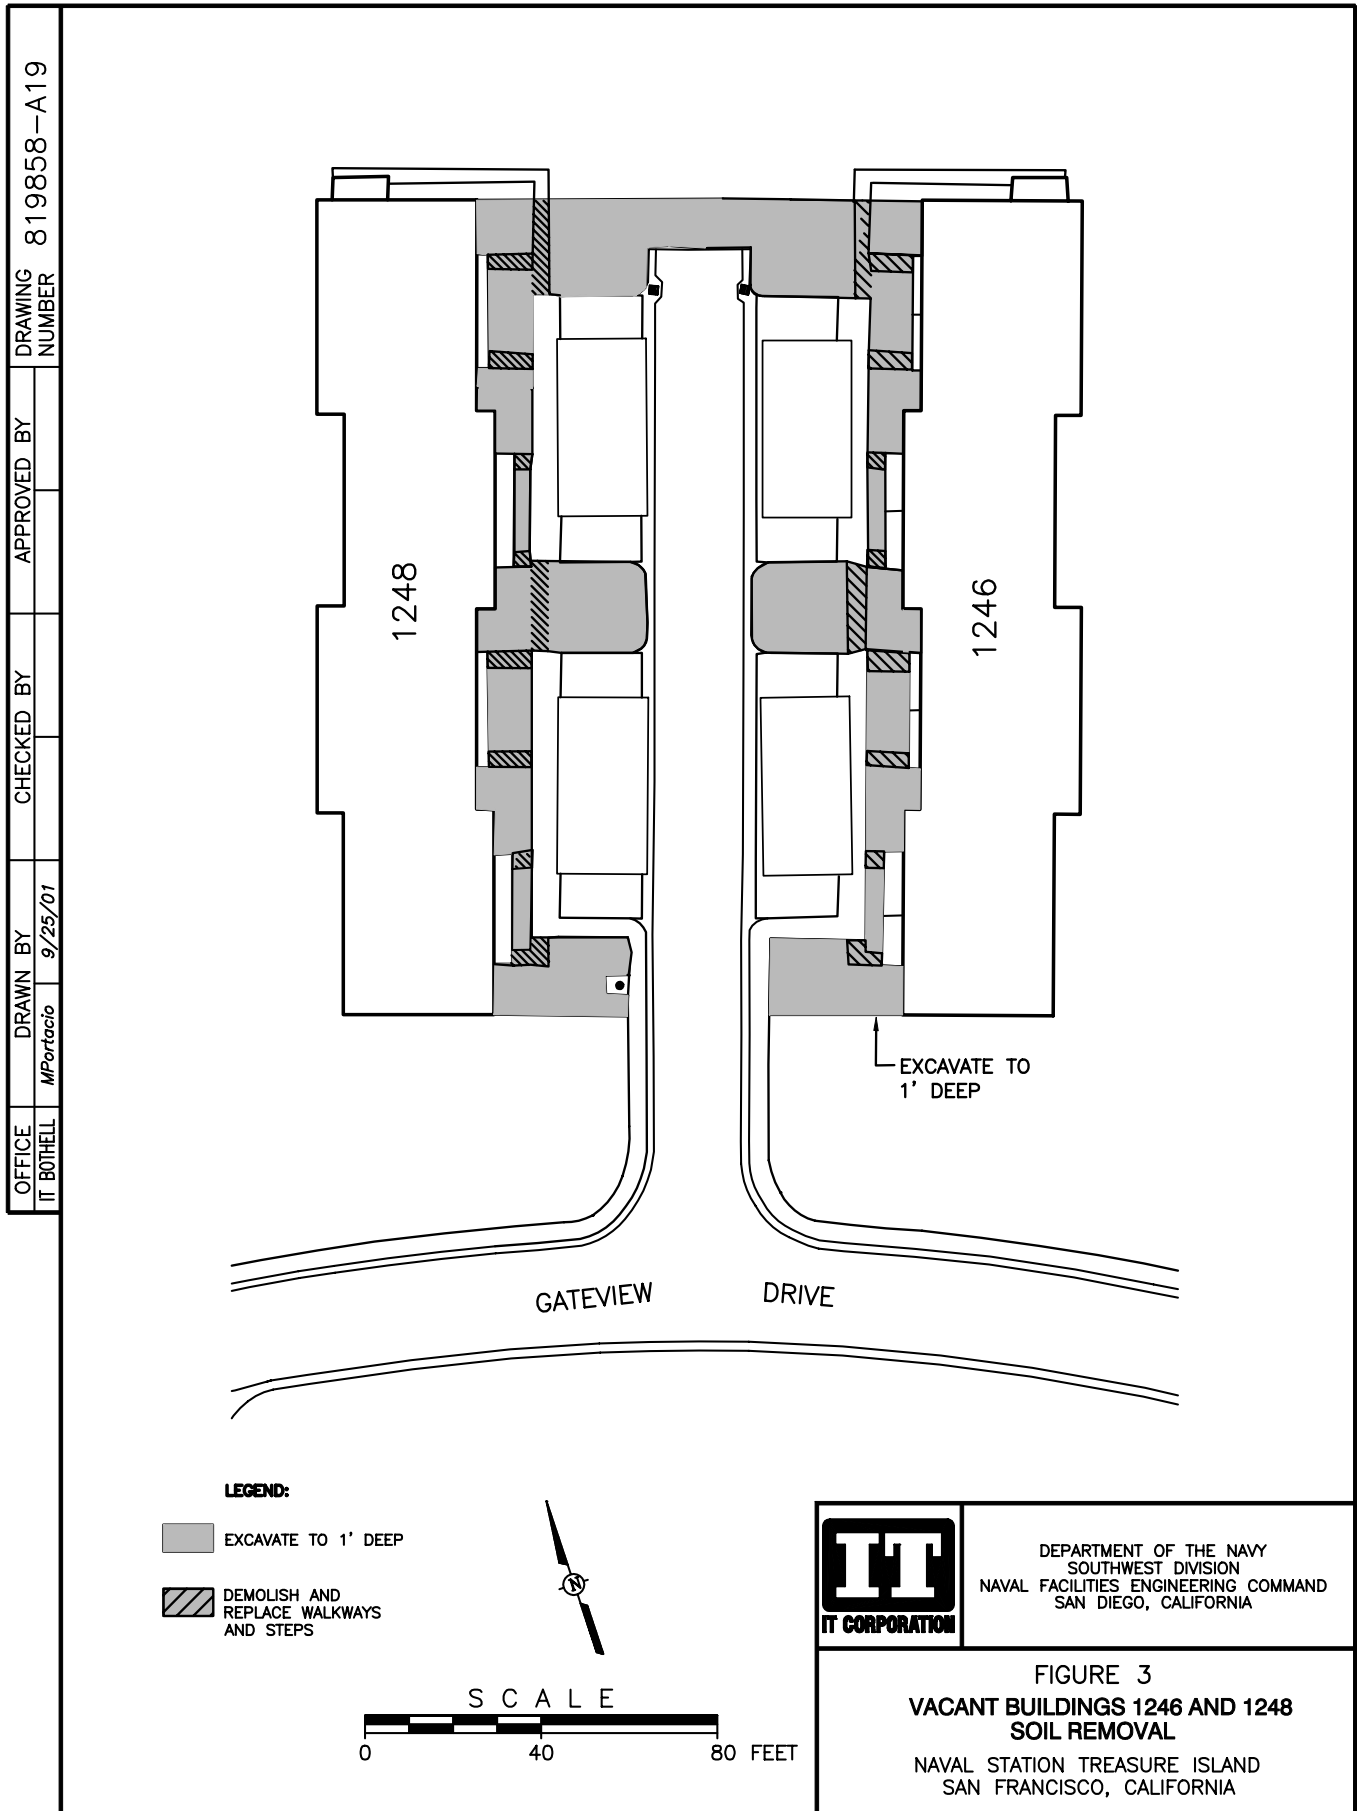 DRAWING
NUMBER
819858-A19
APPROVED BY
CHECKED BY
DRAWN BY
MPortacio 9/25/01
OFFICE
IT BOTHELL
1248
1246
EXCAVATE TO
1' DEEP
GATEVIEW DRIVE
LEGEND:
EXCAVATE TO 1' DEEP
DEMOLISH AND
REPLACE WALKWAYS
AND STEPS
N
SCALE
0 40 80 FEET
IT
IT CORPORATION
DEPARTMENT OF THE NAVY
SOUTHWEST DIVISION
NAVAL FACILITIES ENGINEERING COMMAND
SAN DIEGO, CALIFORNIA
FIGURE 3
VACANT BUILDINGS 1246 AND 1248
SOIL REMOVAL
NAVAL STATION TREASURE ISLAND
SAN FRANCISCO, CALIFORNIA